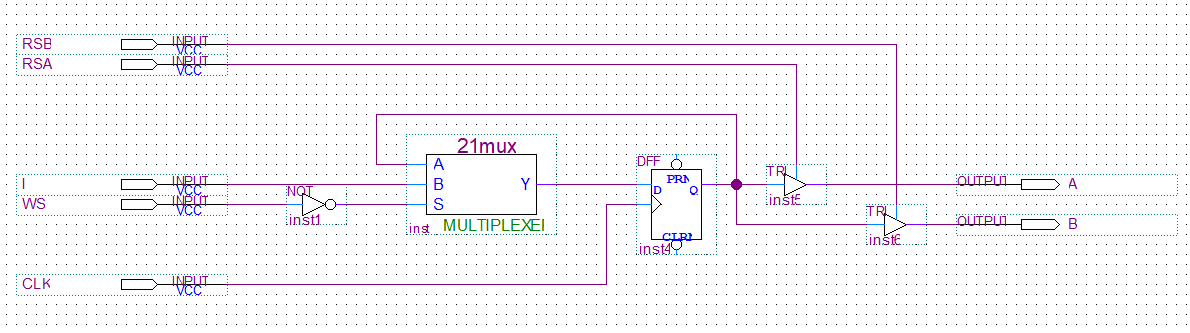 RSB INPUT
VCC
RSA INPUT
VCC
21mux
A
B
S
Y
MULTIPLEXE
inst
I INPUT
VCC
WS INPUT
VCC
NOT
inst1
DFF
PRN
D Q
CLRN
inst4
TRI
inst5
OUTPUT A
TRI
inst6
OUTPUT B
CLK INPUT
VCC